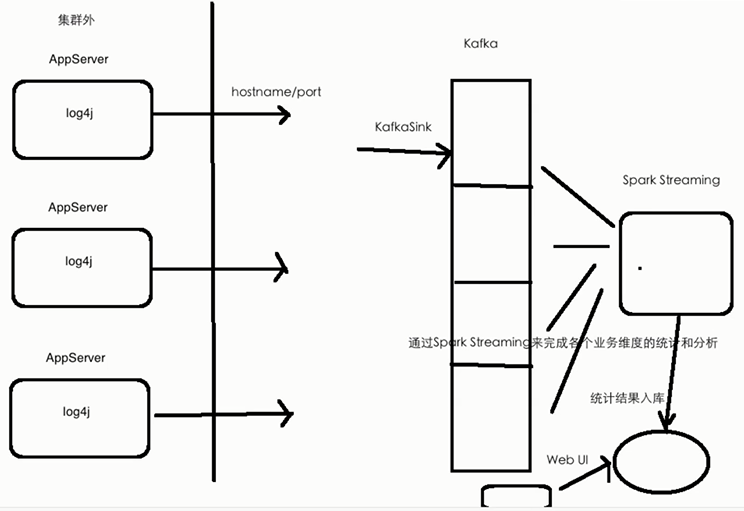 集群外
AppServer
log4j
hostname/port
AppServer
log4j
AppServer
log4j
Kafka
KafkaSink
Spark Streaming
通过Spark Streaming来完成各个业务维度的统计和分析
统计结果入库
Web UI